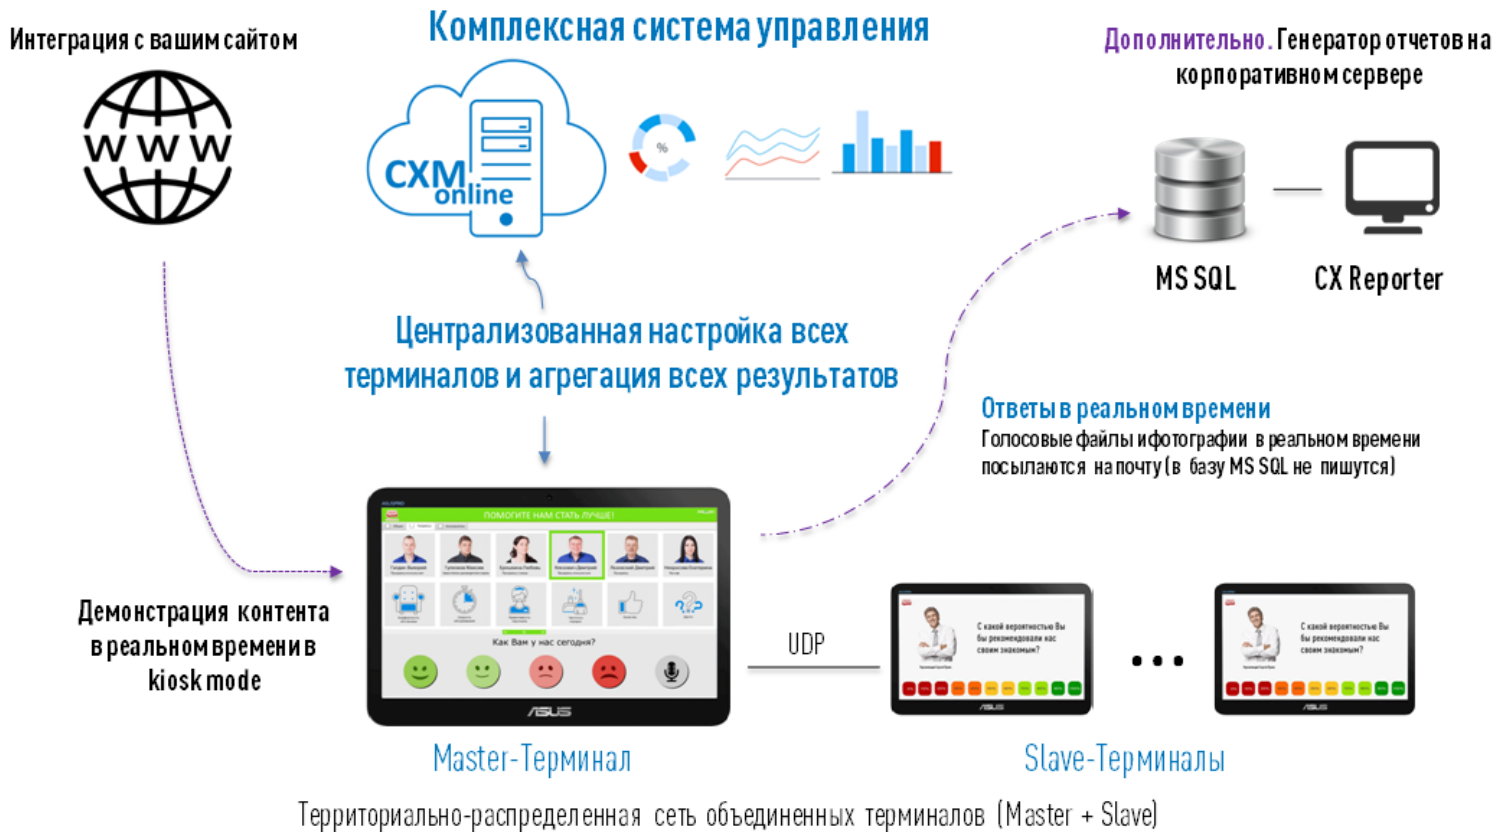 Комплексная система управления
Интеграция с вашим сайтом
Дополнительно. Генератор отчетов на
корпоративном сервере
WWW
CXM
online
%
MS SQL
CX Reporter
Централизованная настройка всех
терминалов и агрегация всех результатов
Ответы в реальном времени
Голосовые файлы ифотографии в реальном времени
посылаются на почту (в базу MS SQL не пишутся)
Демонстрация контента
в реальном времени в
kiosk mode
ПОМОГИТЕ НАМ СТАТЬ ЛУЧШЕ!
Как Вам у нас сегодня?
ASUS
UDP
С какой вероятностью Вы
бы рекомендовали нас
своим знакомым?
ASUS
С какой вероятностью Вы
бы рекомендовали нас
своим знакомым?
ASUS
Master-Терминал
Slave-Терминалы
Территориально-распределенная сеть объединенных терминалов (Master + Slave)